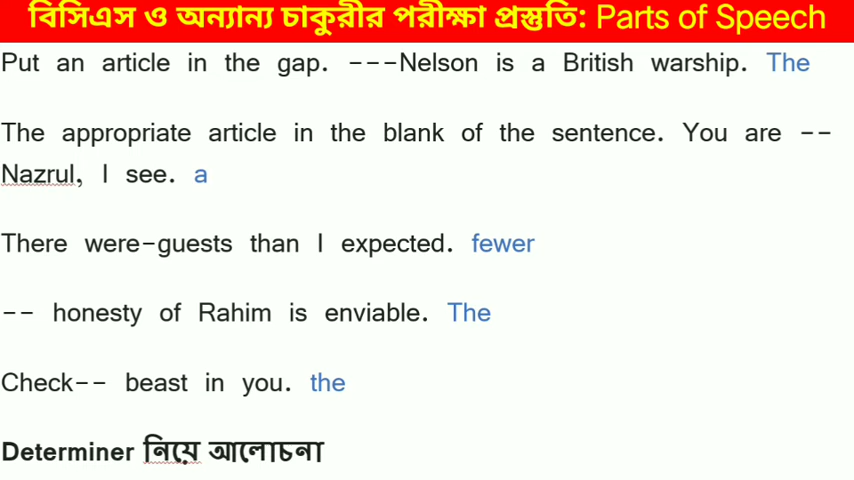 বিসিএস ও অন্যান্য চাকুরীর পরীক্ষা প্রস্তুতি: Parts of Speech
Put an article in the gap. ---Nelson is a British warship. The
The appropriate article in the blank of the sentence. You are --
Nazrul, I see. a
There were-guests than I expected. fewer
-- honesty of Rahim is enviable. The
Check-- beast in you. the
Determiner নিয়ে আলোচনা